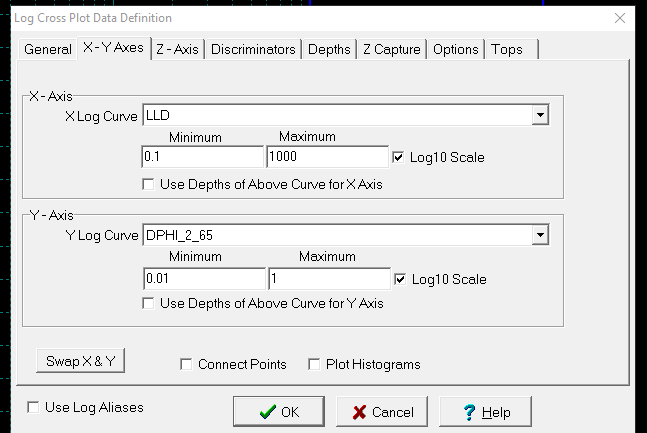 Log Cross Plot Data Definition
General X - Y Axes Z - Axis Discriminators Depths Z Capture Options Tops
X - Axis
X Log Curve LLD
Minimum Maximum
0.1 1000 Log10 Scale
Use Depths of Above Curve for X Axis
Y - Axis
Y Log Curve DPHI_2_65
Minimum Maximum
0.01 1 Log10 Scale
Use Depths of Above Curve for Y Axis
Swap X & Y Connect Points Plot Histograms
Use Log Aliases OK Cancel ? Help